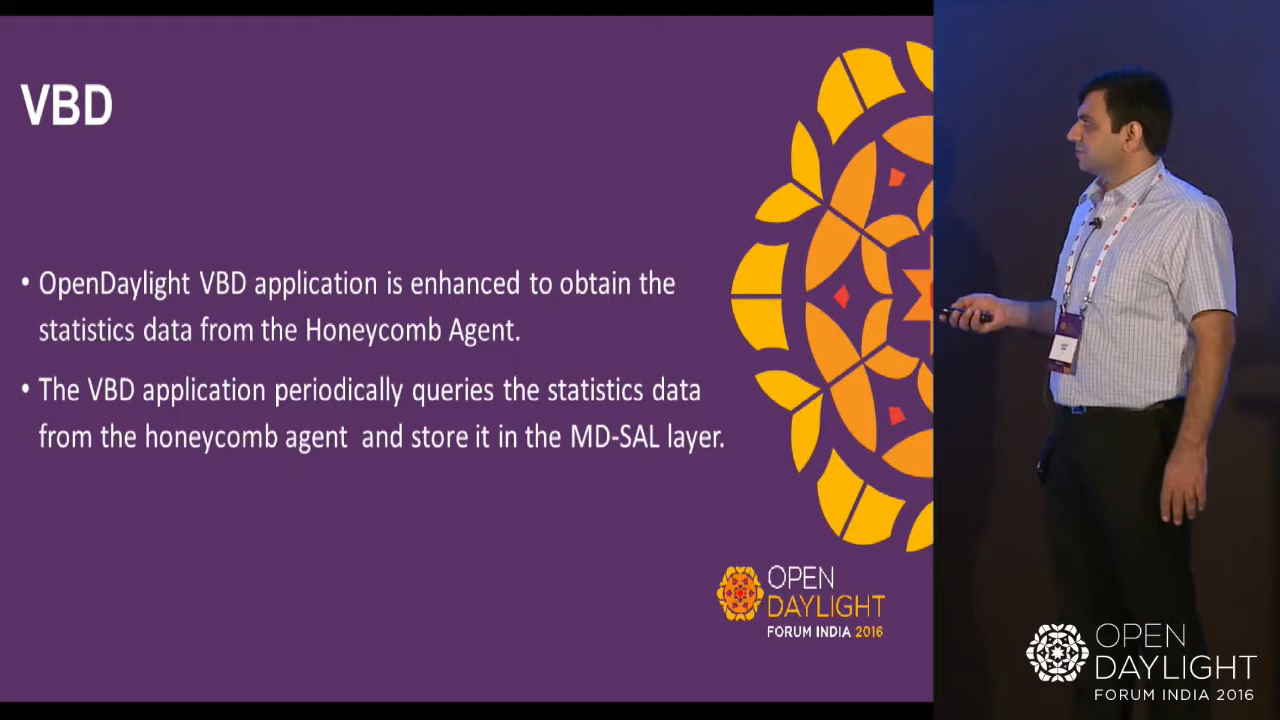 VBD
• OpenDaylight VBD application is enhanced to obtain the
statistics data from the Honeycomb Agent.
• The VBD application periodically queries the statistics data
from the honeycomb agent and store it in the MD-SAL layer.
OPEN
DAYLIGHT
FORUM INDIA 2016
OPEN
DAYLIGHT
FORUM INDIA 2016